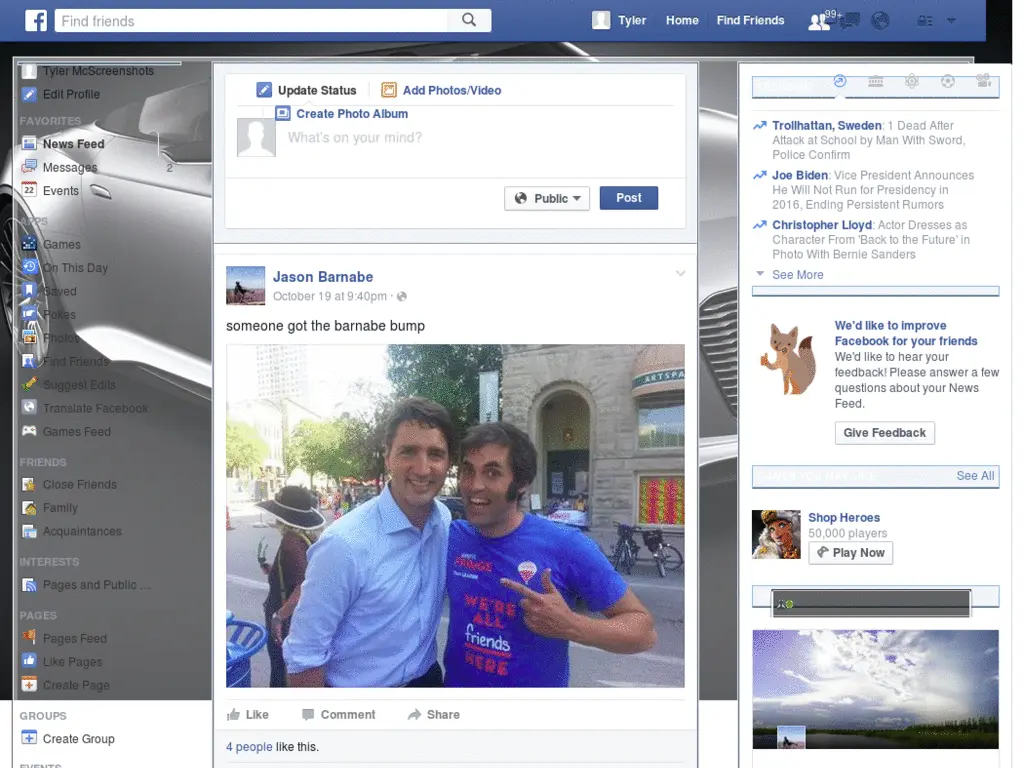 f
Find friends
Tyler
Home
Find Friends
99+
Tyler McScreenshots
Edit Profile
FAVORITES
News Feed
Messages
2
Events
22
APPS
Games
On This Day
Saved
Pokes
Photos
Find Friends
Suggest Edits
Translate Facebook
Games Feed
FRIENDS
Close Friends
Family
Acquaintances
INTERESTS
Pages and Public ...
PAGES
Pages Feed
Like Pages
Create Page
GROUPS
Create Group
EVENTS
Update Status
Add Photos/Video
Create Photo Album
What's on your mind?
Public
Post
Jason Barnabe
October 19 at 9:40pm ·
someone got the barnabe bump
ARTSPA
FRINGE
WE'RE
ALL
friends
HERE
Like
Comment
Share
4 people like this.
Trollhattan, Sweden: 1 Dead After
Attack at School by Man With Sword,
Police Confirm
Joe Biden: Vice President Announces
He Will Not Run for Presidency in
2016, Ending Persistent Rumors
Christopher Lloyd: Actor Dresses as
Character From 'Back to the Future' in
Photo With Bernie Sanders
See More
We'd like to improve
Facebook for your friends
We'd like to hear your
feedback! Please answer a few
questions about your News
Feed.
Give Feedback
See All
Shop Heroes
50,000 players
Play Now